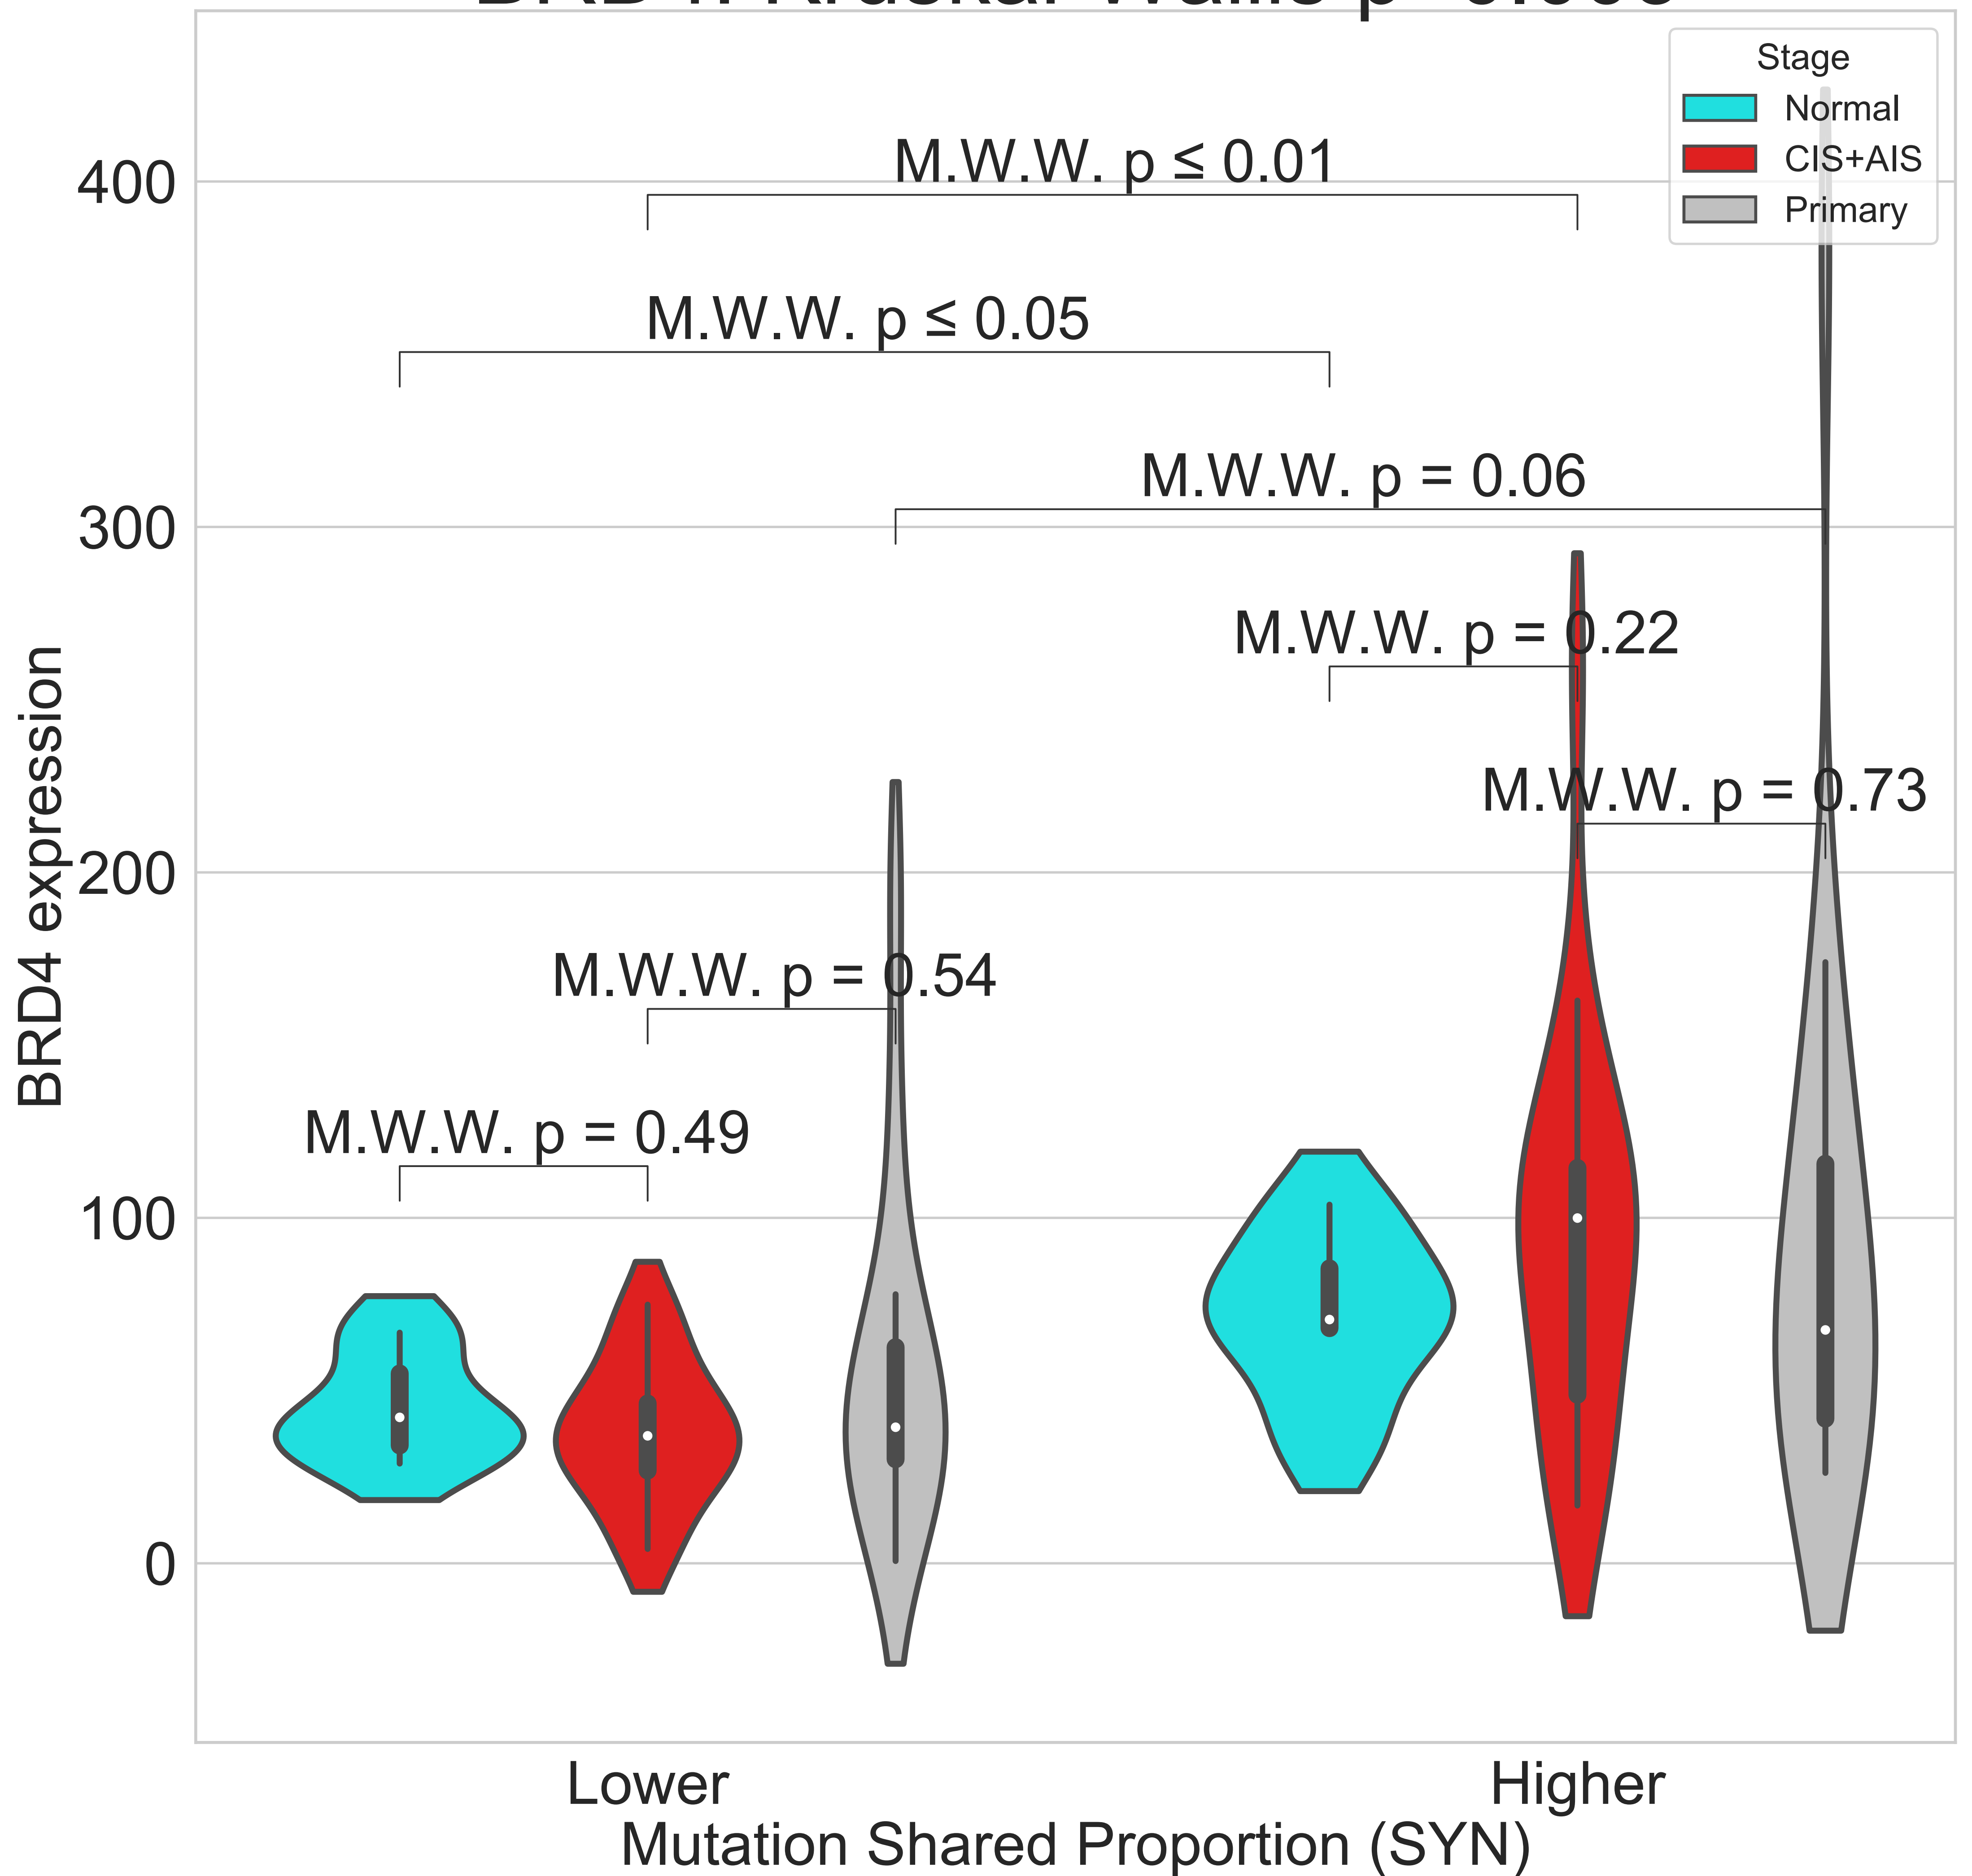 Stage
Normal
CIS+AIS
Primary
M.W.W. p ≤ 0.01
M.W.W. p ≤ 0.05
M.W.W. p = 0.06
M.W.W. p = 0.22
M.W.W. p = 0.73
M.W.W. p = 0.54
M.W.W. p = 0.49
400
300
200
100
0
BRD4 expression
Lower
Higher
Mutation Shared Proportion (SYN)